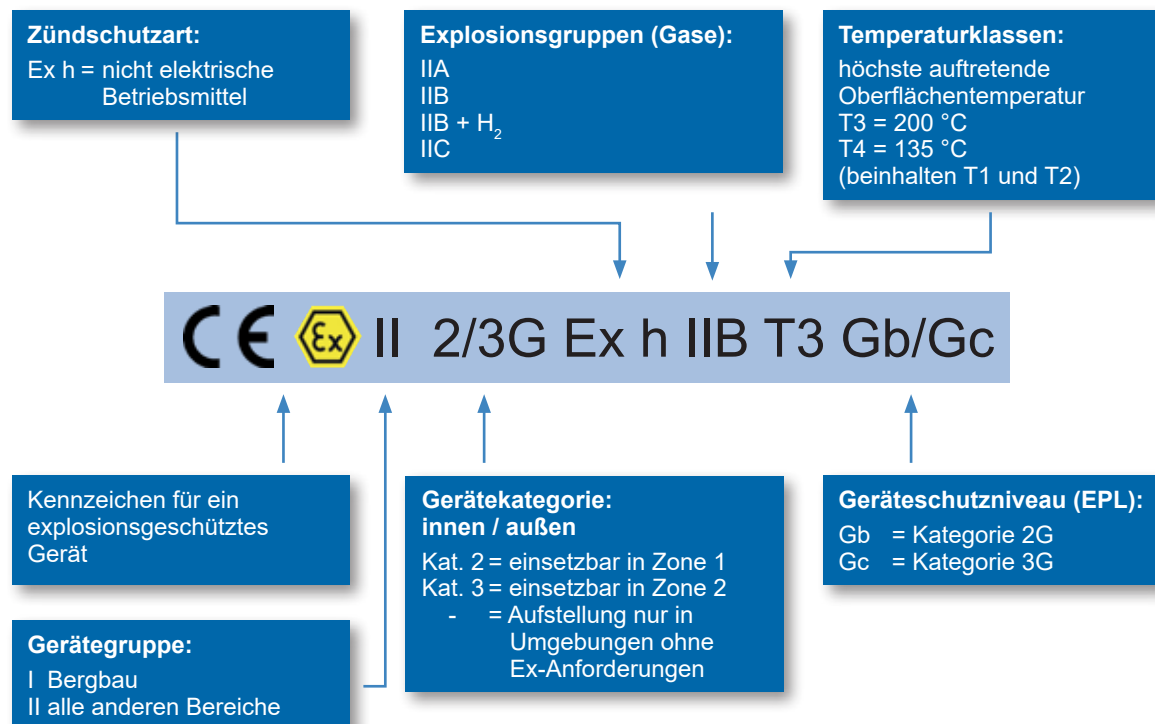 Zündschutzart:
Ex h = nicht elektrische
Betriebsmittel
Explosionsgruppen (Gase):
IIA
IIB
IIB + H₂
IIC
Temperaturklassen:
höchste auftretende
Oberflächentemperatur
T3 = 200 °C
T4 = 135 °C
(beinhalten T1 und T2)
CE Ex II 2/3G Ex h IIB T3 Gb/Gc
Kennzeichen für ein
explosionsgeschütztes
Gerät
Gerätegruppe:
I Bergbau
II alle anderen Bereiche
Gerätekategorie:
innen / außen
Kat. 2 = einsetzbar in Zone 1
Kat. 3 = einsetzbar in Zone 2
- = Aufstellung nur in
Umgebungen ohne
Ex-Anforderungen
Geräteschutzniveau (EPL):
Gb = Kategorie 2G
Gc = Kategorie 3G